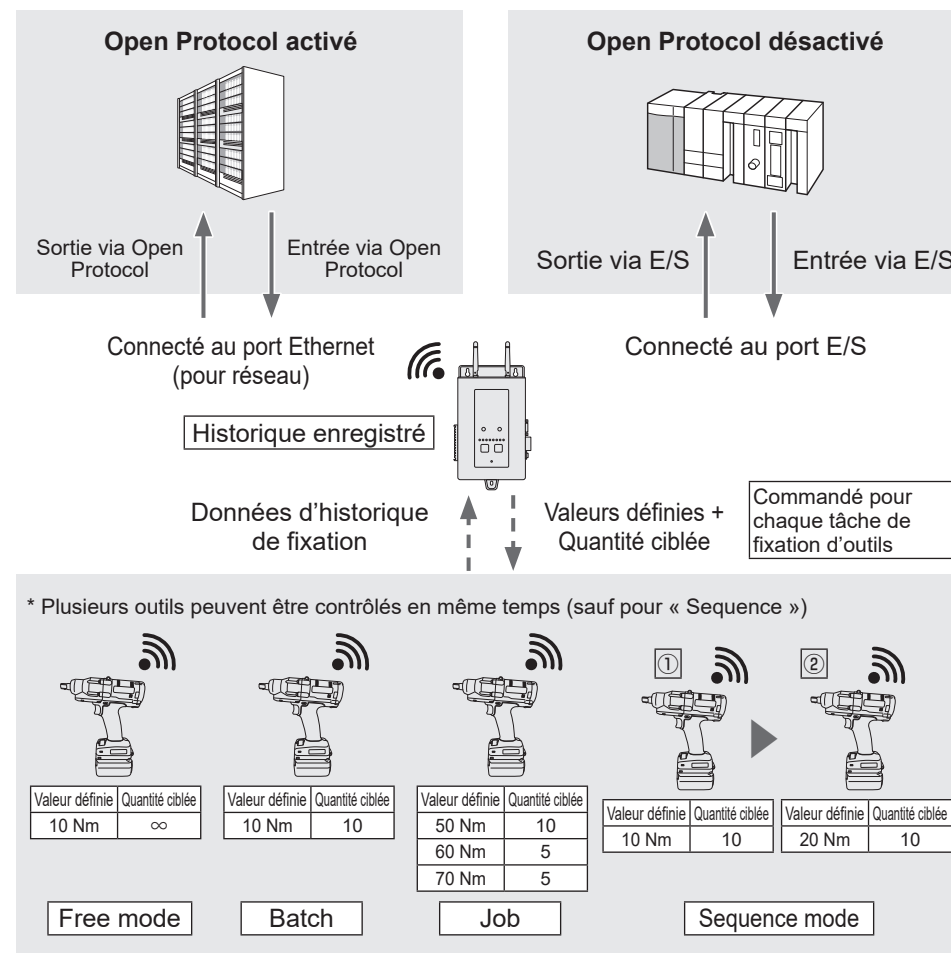 Open Protocol activé
Open Protocol désactivé
Sortie via Open
Protocol
Entrée via Open
Protocol
Sortie via E/S
Entrée via E/S
Connecté au port Ethernet
(pour réseau)
Connecté au port E/S
Historique enregistré
Données d'historique
de fixation
Valeurs définies +
Quantité ciblée
Commandé pour
chaque tâche de
fixation d'outils
* Plusieurs outils peuvent être contrôlés en même temps (sauf pour « Sequence »)
① ②
Valeur définie Quantité ciblée
10 Nm ∞
Free mode
Valeur définie Quantité ciblée
10 Nm 10
Batch
Valeur définie Quantité ciblée
50 Nm 10
60 Nm 5
70 Nm 5
Job
Valeur définie Quantité ciblée
10 Nm 10
Valeur définie Quantité ciblée
20 Nm 10
Sequence mode